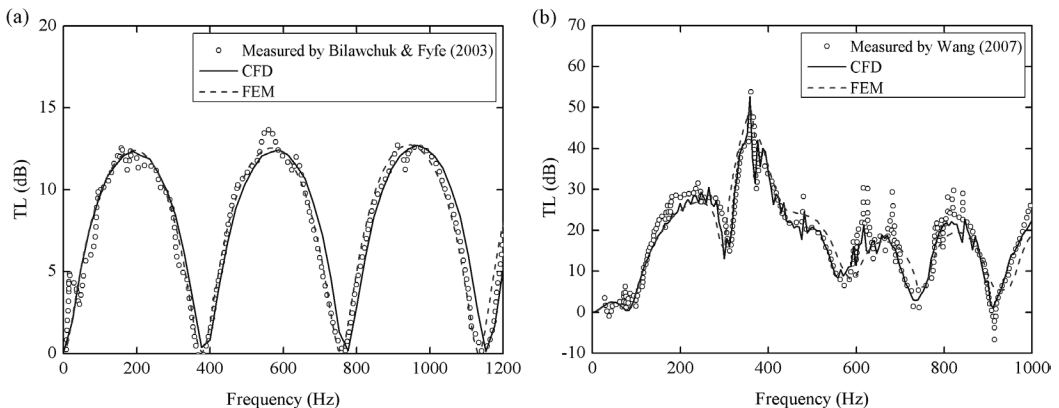 (a)
20
15
10
5
0
TL (dB)
0 200 400 600 800 1000 1200
Frequency (Hz)
Measured by Bilawchuk & Fyfe (2003)
CFD
FEM
(b)
70
60
50
40
30
20
10
0
-10
TL (dB)
0 200 400 600 800 1000
Frequency (Hz)
Measured by Wang (2007)
CFD
FEM